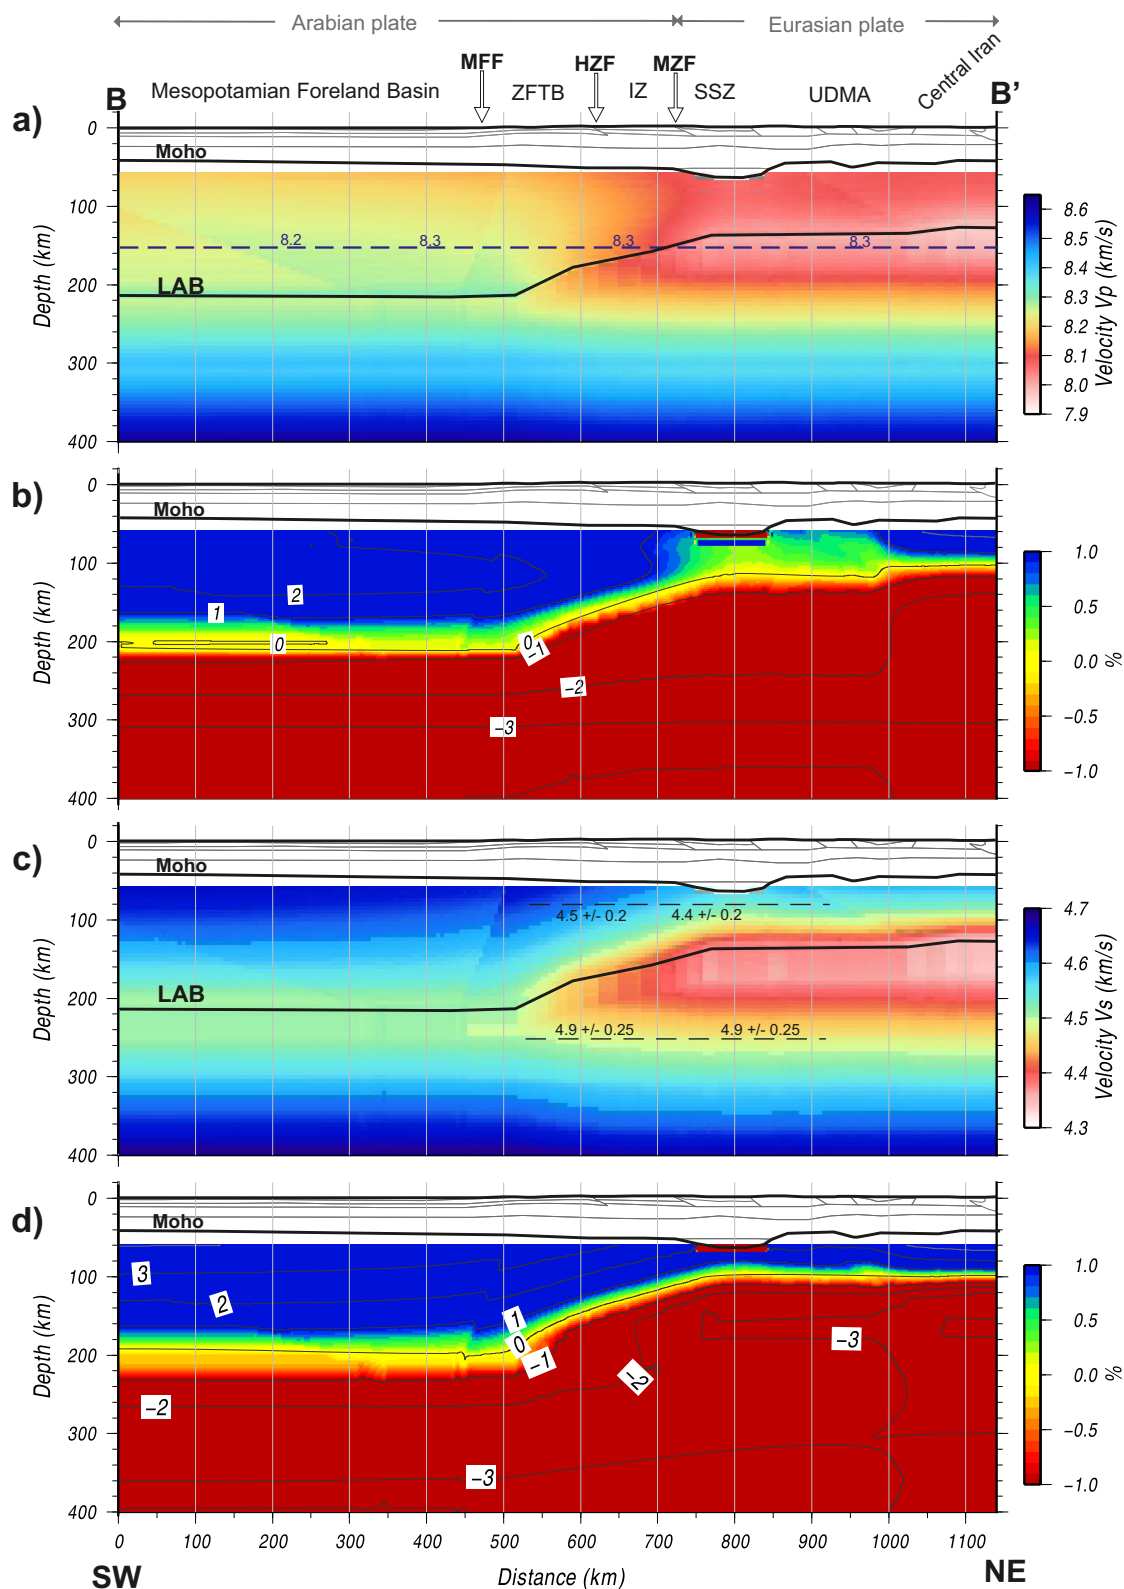 Arabian plate Eurasian plate
MFF HZF MZF
B Mesopotamian Foreland Basin ZFTB IZ SSZ UDMA Central Iran B’
a)
0
Moho
100
8.2 8.3 8.3 8.3
200
LAB
300
400
Depth (km)
8.6
8.5
8.4
8.3
8.2
8.1
8.0
7.9
Velocity Vp (km/s)
b)
0
Moho
100
2
1
200
0
0
−1
−2
300
−3
400
Depth (km)
1.0
0.5
0.0
−0.5
−1.0
%
c)
0
Moho
100
4.5 +/- 0.2 4.4 +/- 0.2
200
LAB
4.9 +/- 0.25 4.9 +/- 0.25
300
400
Depth (km)
4.7
4.6
4.5
4.4
4.3
Velocity Vs (km/s)
d)
0
Moho
100
3
2
1
0
−1
200
−2
−2
−3
300
−3
400
Depth (km)
1.0
0.5
0.0
−0.5
−1.0
%
0 100 200 300 400 500 600 700 800 900 1000 1100
SW Distance (km) NE